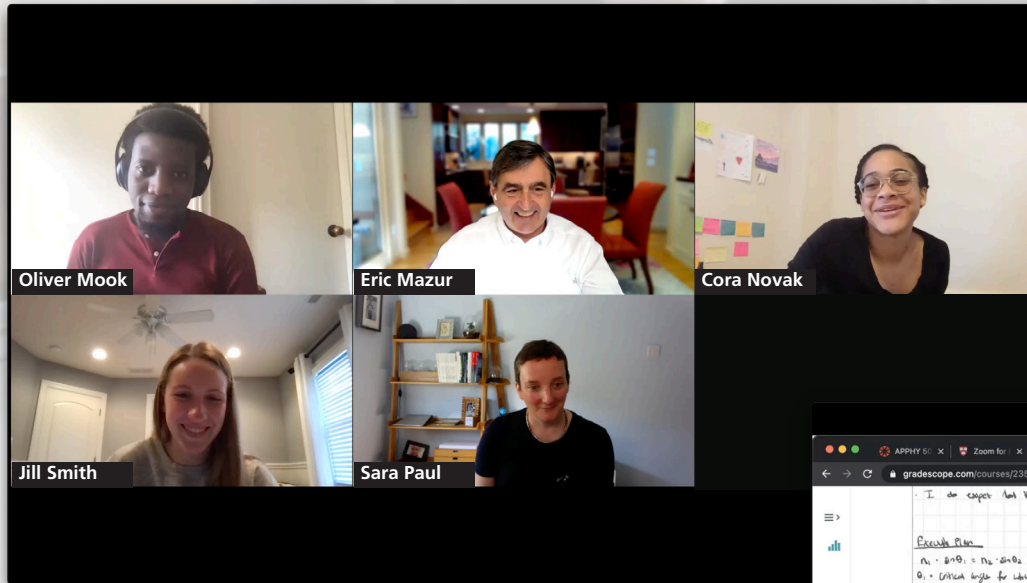 Oliver Mook
Eric Mazur
Cora Novak
Jill Smith
Sara Paul
APPHY 50
Zoom for
gradescope.com/courses/235
I do expect that
Execute Plan
n₁ · sinθ₁ = n₂ · sinθ₂
θ₁ = critical angle for